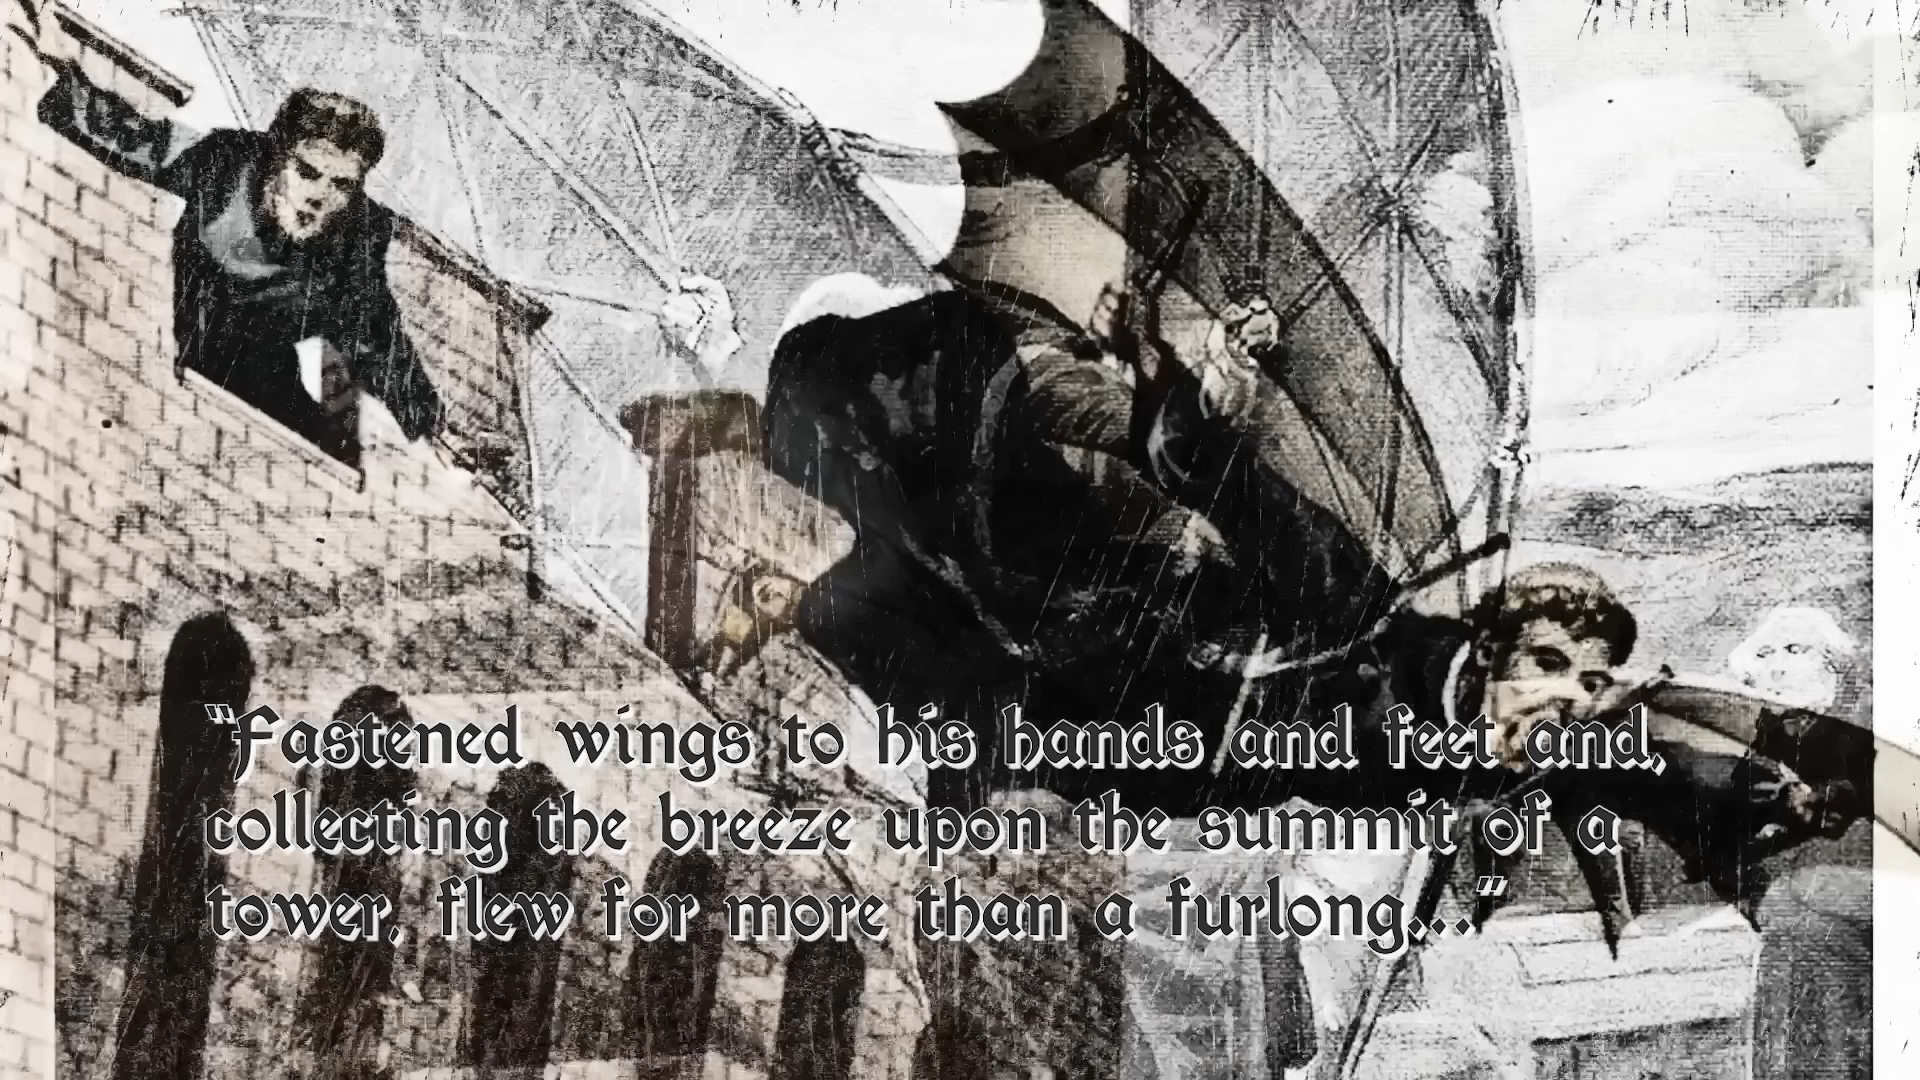 "Fastened wings to his hands and feet and,
collecting the breeze upon the summit of a
tower, flew for more than a furlong..."